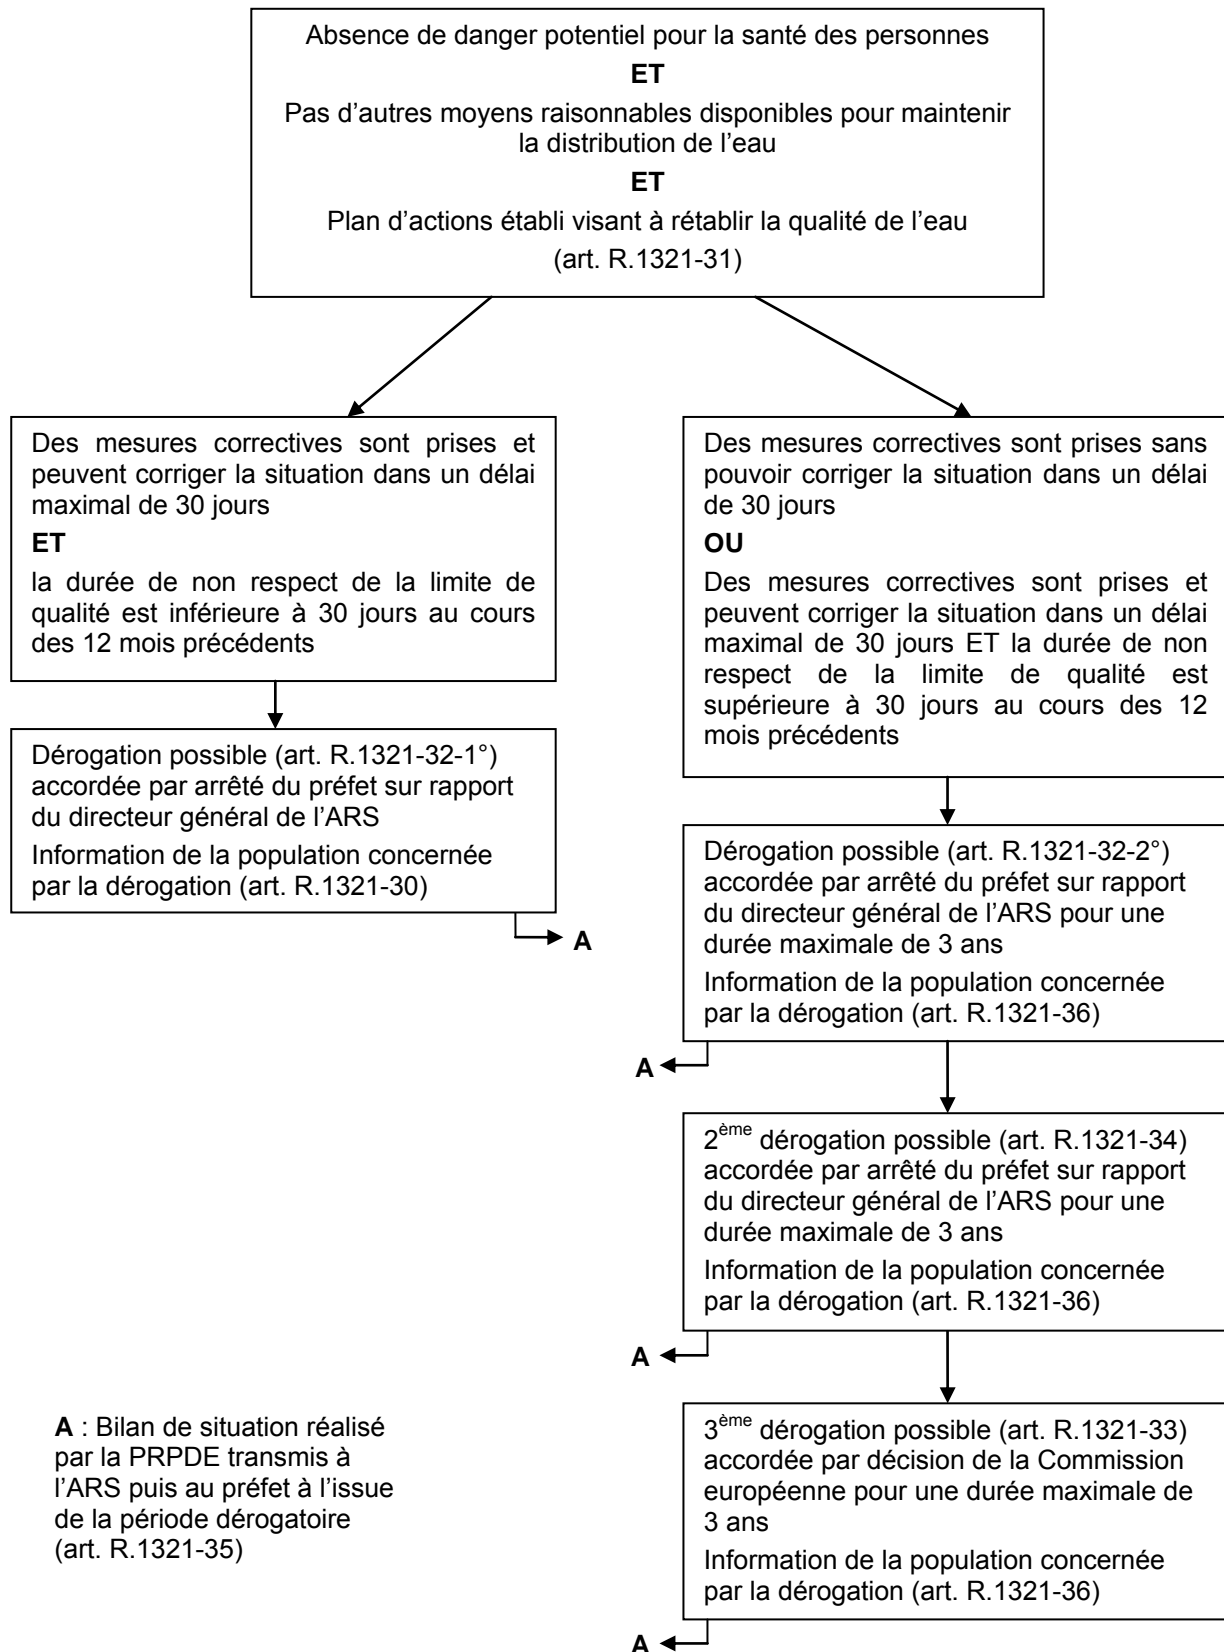 Absence de danger potentiel pour la santé des personnes
ET
Pas d’autres moyens raisonnables disponibles pour maintenir
la distribution de l’eau
ET
Plan d’actions établi visant à rétablir la qualité de l’eau
(art. R.1321-31)
Des mesures correctives sont prises et
peuvent corriger la situation dans un délai
maximal de 30 jours
ET
la durée de non respect de la limite de
qualité est inférieure à 30 jours au cours
des 12 mois précédents
Dérogation possible (art. R.1321-32-1°)
accordée par arrêté du préfet sur rapport
du directeur général de l’ARS
Information de la population concernée
par la dérogation (art. R.1321-30)
A
Des mesures correctives sont prises sans
pouvoir corriger la situation dans un délai
de 30 jours
OU
Des mesures correctives sont prises et
peuvent corriger la situation dans un délai
maximal de 30 jours ET la durée de non
respect de la limite de qualité est
supérieure à 30 jours au cours des 12
mois précédents
Dérogation possible (art. R.1321-32-2°)
accordée par arrêté du préfet sur rapport
du directeur général de l’ARS pour une
durée maximale de 3 ans
Information de la population concernée
par la dérogation (art. R.1321-36)
A
2ème dérogation possible (art. R.1321-34)
accordée par arrêté du préfet sur rapport
du directeur général de l’ARS pour une
durée maximale de 3 ans
Information de la population concernée
par la dérogation (art. R.1321-36)
A
3ème dérogation possible (art. R.1321-33)
accordée par décision de la Commission
européenne pour une durée maximale de
3 ans
Information de la population concernée
par la dérogation (art. R.1321-36)
A
A : Bilan de situation réalisé
par la PRPDE transmis à
l’ARS puis au préfet à l’issue
de la période dérogatoire
(art. R.1321-35)